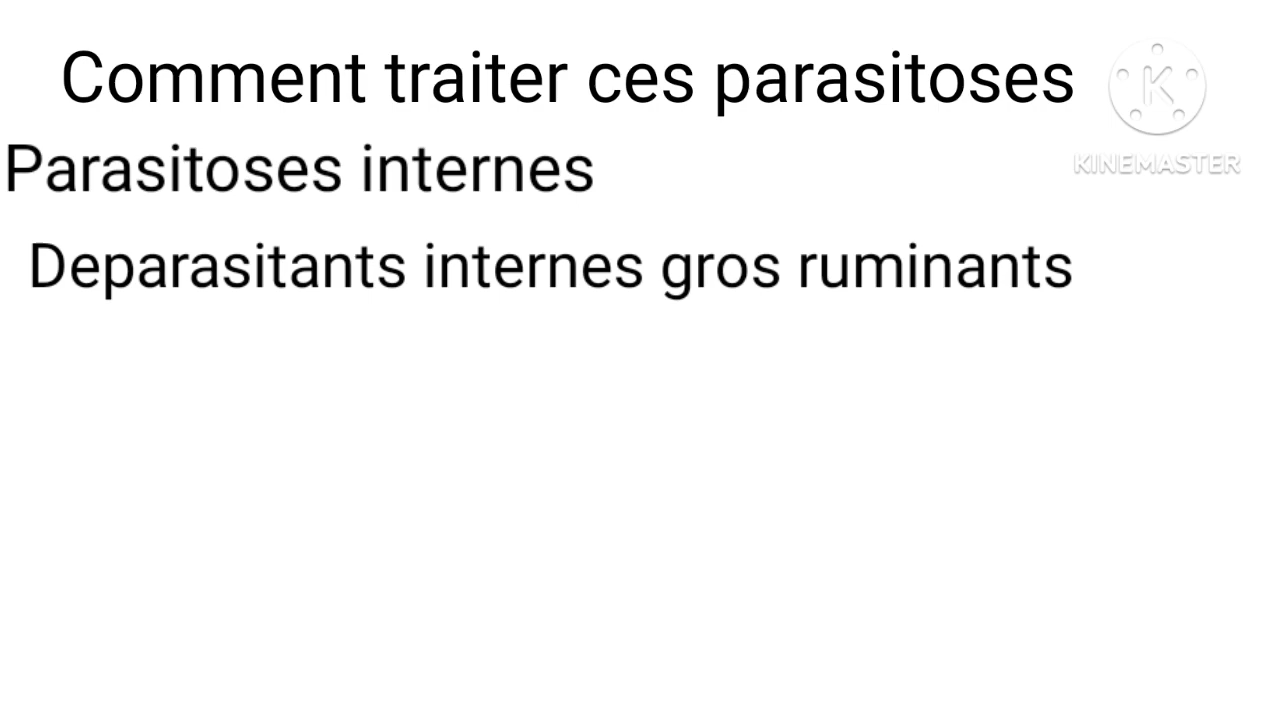 Comment traiter ces parasitoses
KINEMASTER
Parasitoses internes
Deparasitants internes gros ruminants